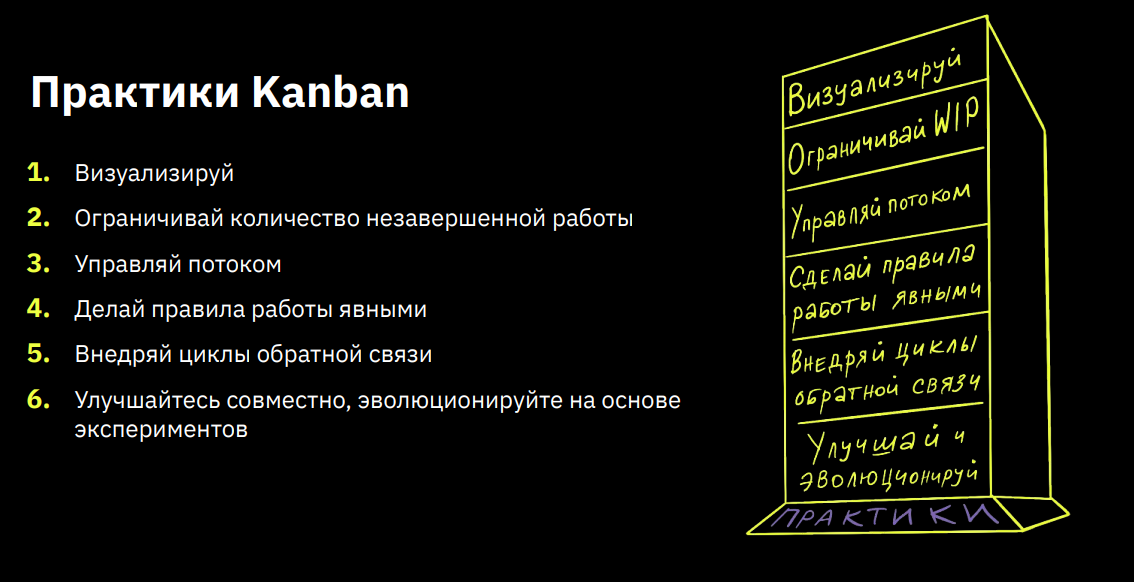 Практики Kanban
1. Визуализируй
2. Ограничивай количество незавершенной работы
3. Управляй потоком
4. Делай правила работы явными
5. Внедряй циклы обратной связи
6. Улучшайтесь совместно, эволюционируйте на основе
экспериментов
Визуализируй
Ограничивай WIP
Управляй потоком
Сделай правила
работы явными
Внедряй циклы
обратной связи
Улучшай и
эволюционируй
ПРАКТИКИ